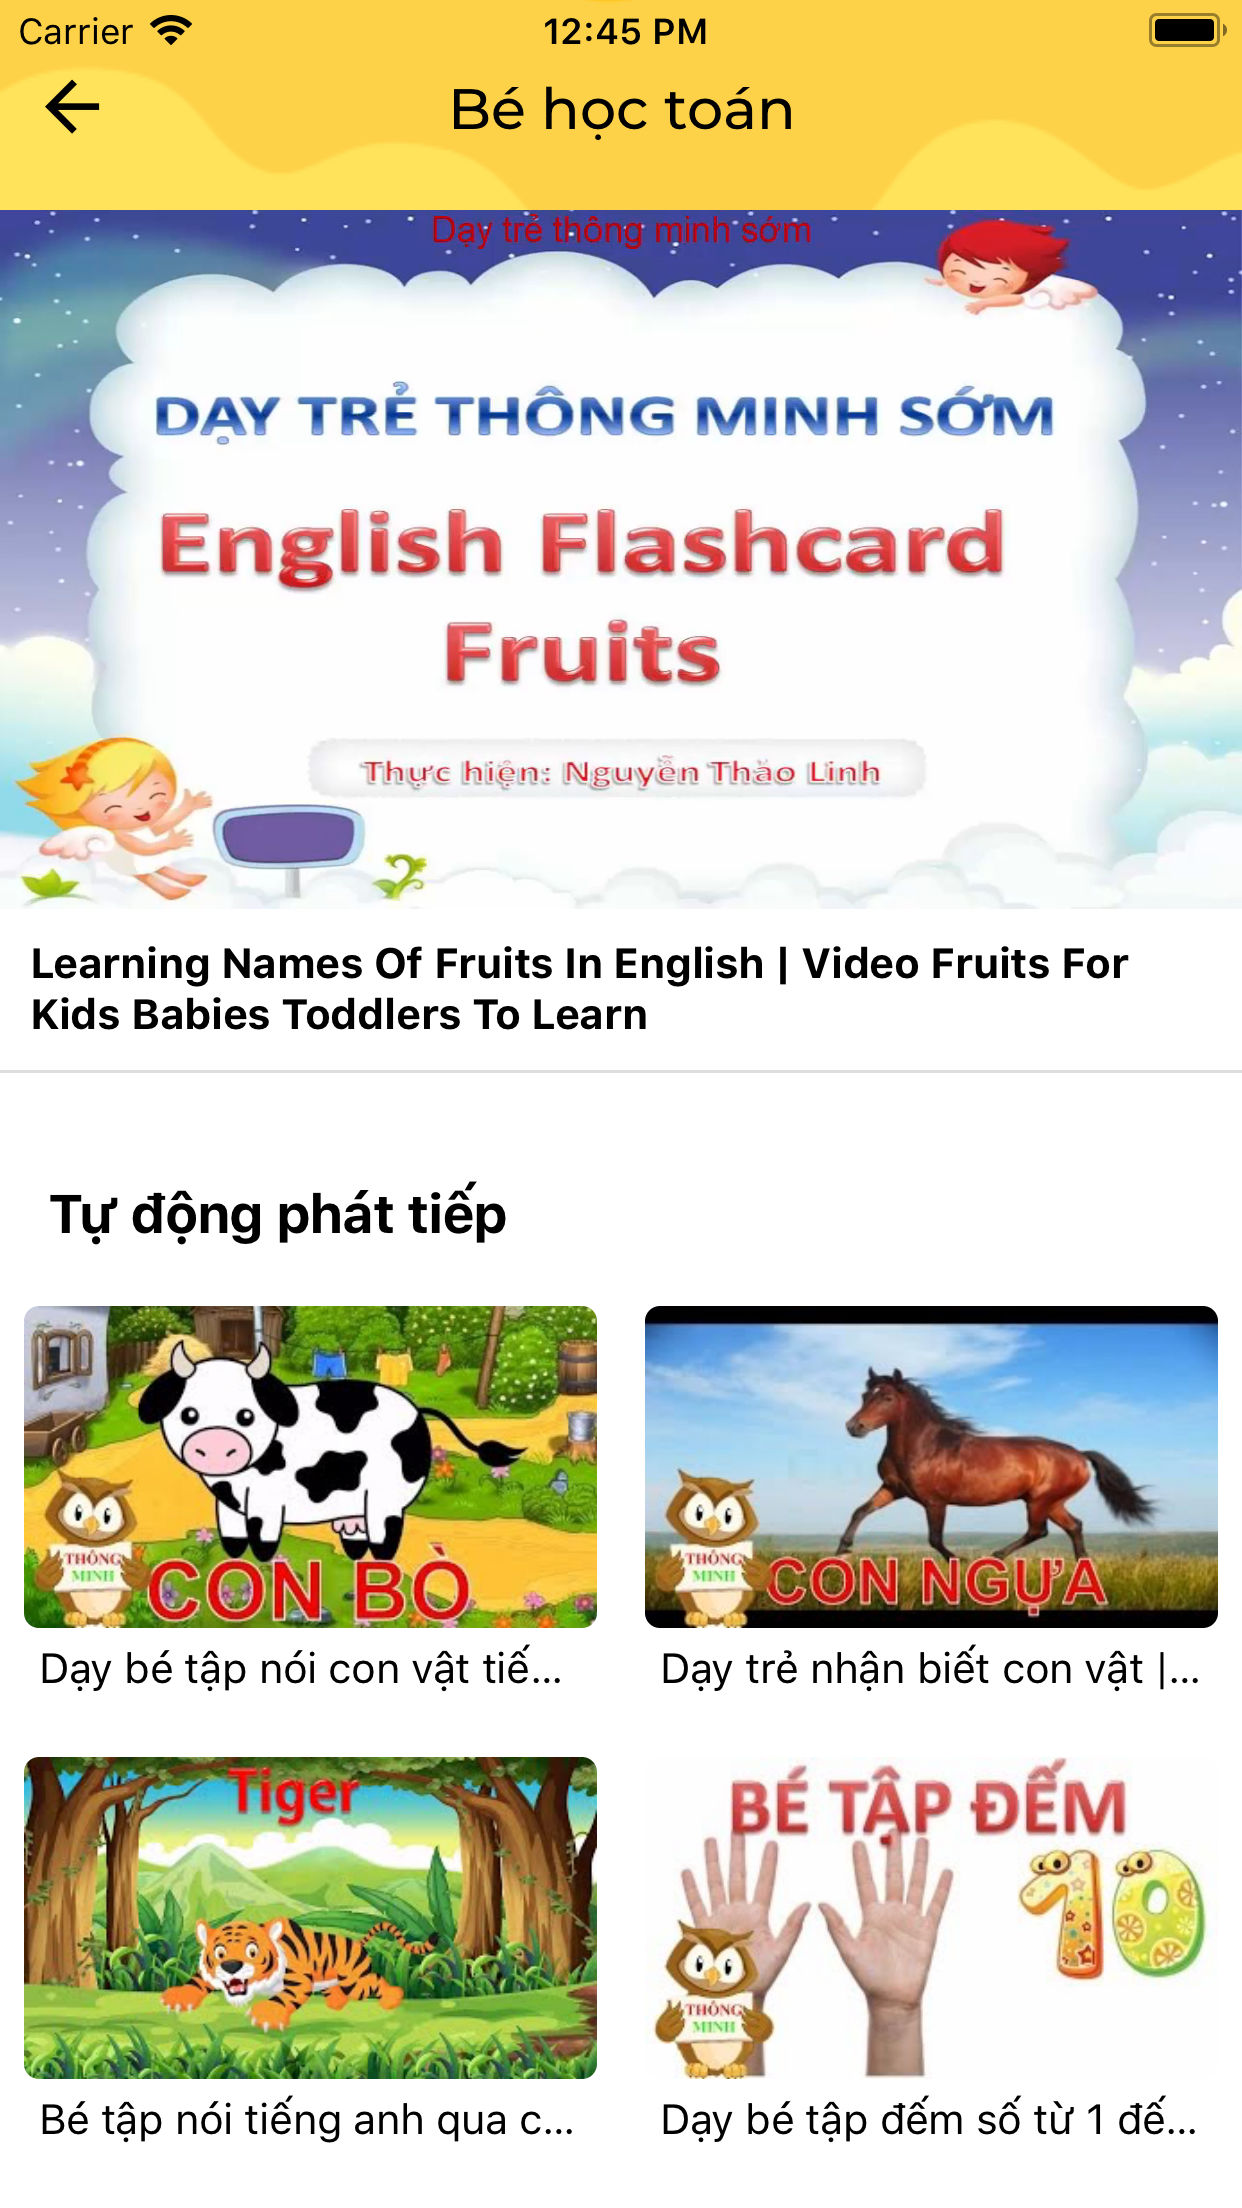 Carrier 12:45 PM
Bé học toán
Dạy trẻ thông minh sớm
DẠY TRẺ THÔNG MINH SỚM
English Flashcard
Fruits
Thực hiện: Nguyễn Thảo Linh
Learning Names Of Fruits In English | Video Fruits For
Kids Babies Toddlers To Learn
Tự động phát tiếp
THÔNG
MINH
CON BÒ
Dạy bé tập nói con vật tiế...
THÔNG
MINH
CON NGỰA
Dạy trẻ nhận biết con vật |...
Tiger
Bé tập nói tiếng anh qua c...
BÉ TẬP ĐẾM
10
THÔNG
MINH
Dạy bé tập đếm số từ 1 đế...